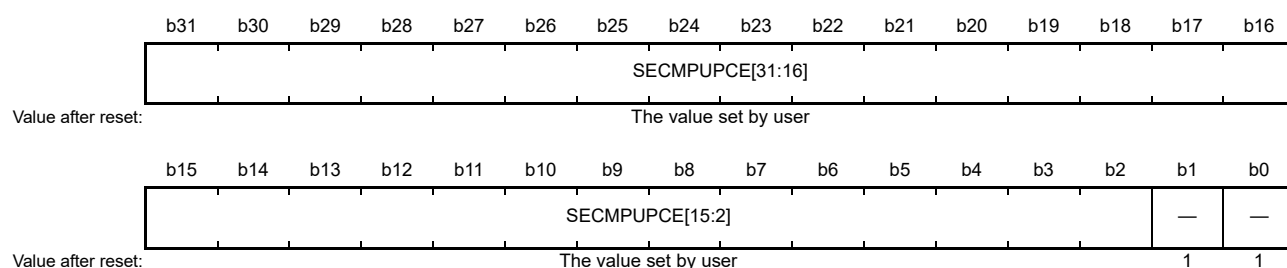 b31 b30 b29 b28 b27 b26 b25 b24 b23 b22 b21 b20 b19 b18 b17 b16
SECMPUPCE[31:16]
Value after reset: The value set by user
b15 b14 b13 b12 b11 b10 b9 b8 b7 b6 b5 b4 b3 b2 b1 b0
SECMPUPCE[15:2] — —
Value after reset: The value set by user 1 1